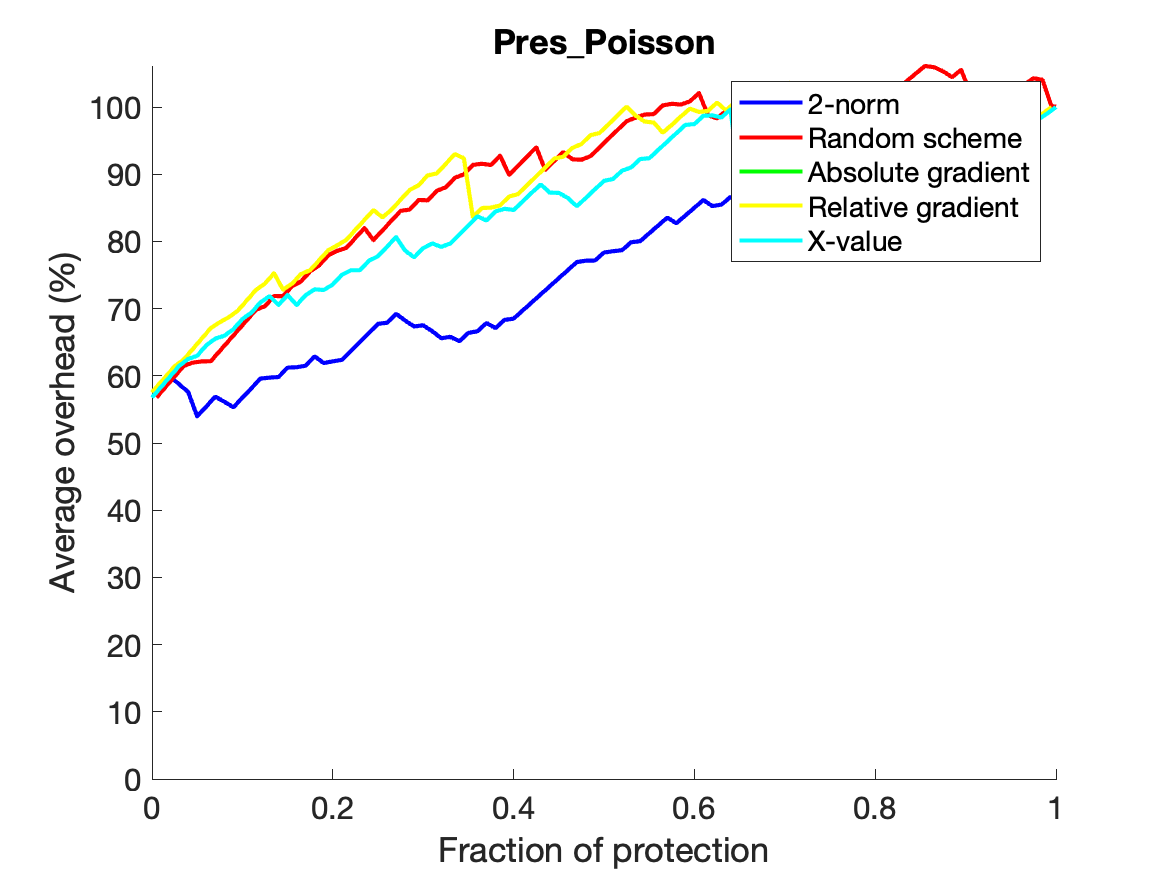 Pres_Poisson
Average overhead (%)
100
90
80
70
60
50
40
30
20
10
0
2-norm
Random scheme
Absolute gradient
Relative gradient
X-value
0 0.2 0.4 0.6 0.8 1
Fraction of protection